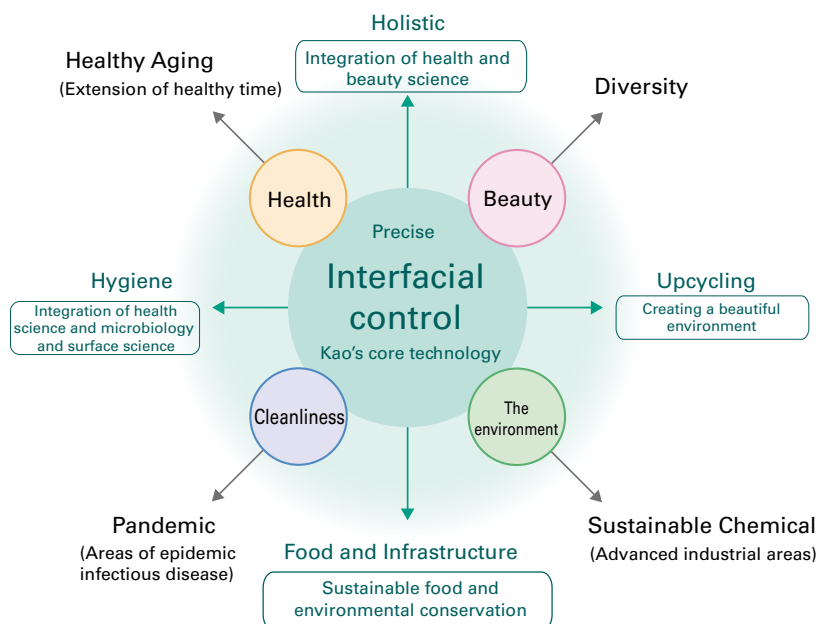 Holistic
Integration of health and
beauty science
Healthy Aging
(Extension of healthy time)
Diversity
Health
Beauty
Precise
Interfacial
control
Kao’s core technology
Hygiene
Integration of health
science and microbiology
and surface science
Upcycling
Creating a beautiful
environment
Cleanliness
The
environment
Pandemic
(Areas of epidemic
infectious disease)
Food and Infrastructure
Sustainable food and
environmental conservation
Sustainable Chemical
(Advanced industrial areas)